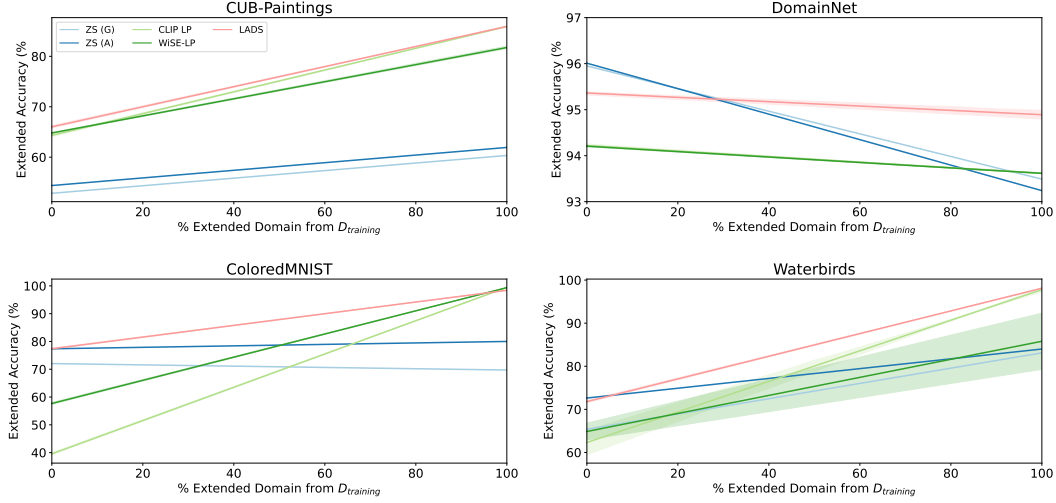 CUB-Paintings
ZS (G)
ZS (A)
CLIP LP
WiSE-LP
LADS
80
70
60
Extended Accuracy (%
0 20 40 60 80 100
% Extended Domain from D_training
DomainNet
97
96
95
94
93
Extended Accuracy (%
0 20 40 60 80 100
% Extended Domain from D_training
ColoredMNIST
100
90
80
70
60
50
40
Extended Accuracy (%
0 20 40 60 80 100
% Extended Domain from D_training
Waterbirds
100
90
80
70
60
Extended Accuracy (%
0 20 40 60 80 100
% Extended Domain from D_training